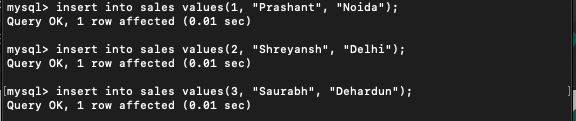 mysql> insert into sales values(1, "Prashant", "Noida");
Query OK, 1 row affected (0.01 sec)
mysql> insert into sales values(2, "Shreyansh", "Delhi");
Query OK, 1 row affected (0.01 sec)
[mysql> insert into sales values(3, "Saurabh", "Dehardun"); ]
Query OK, 1 row affected (0.01 sec)